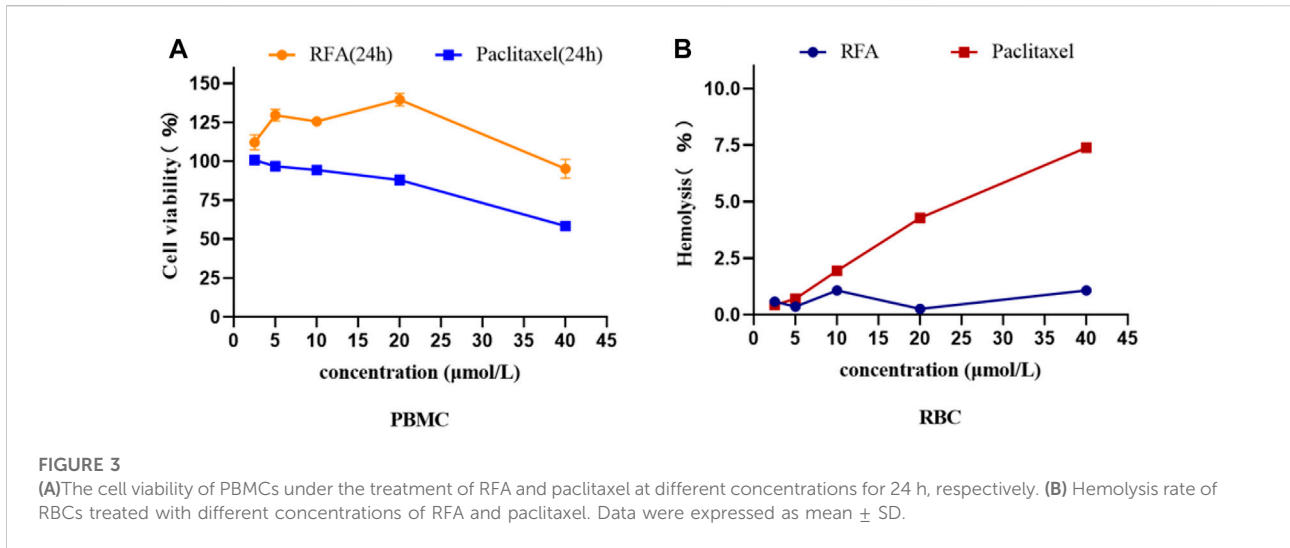 A
RFA(24h) Paclitaxel(24h)
150
125
100
75
50
25
0
Cell viability ( %)
0 5 10 15 20 25 30 35 40 45
concentration (μmol/L)
PBMC
B
RFA Paclitaxel
10.0
7.5
5.0
2.5
0.0
Hemolysis ( %)
0 5 10 15 20 25 30 35 40 45
concentration (μmol/L)
RBC
FIGURE 3
(A)The cell viability of PBMCs under the treatment of RFA and paclitaxel at different concentrations for 24 h, respectively. (B) Hemolysis rate of
RBCs treated with different concentrations of RFA and paclitaxel. Data were expressed as mean ± SD.